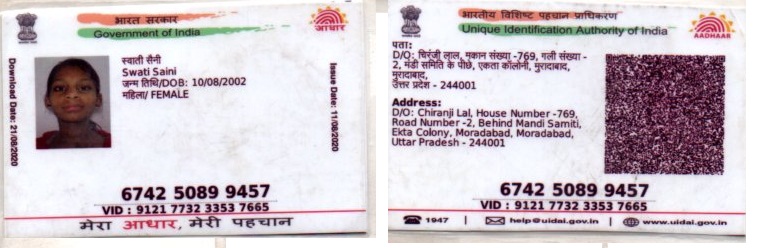 भारत सरकार
Government of India
आधार
Download Date: 21/08/2020
स्वाती सैनी
Swati Saini
जन्म तिथि/DOB: 10/08/2002
महिला/ FEMALE
Issue Date: 11/08/2020
6742 5089 9457
VID : 9121 7732 3353 7665
मेरा आधार, मेरी पहचान
भारतीय विशिष्ट पहचान प्राधिकरण
Unique Identification Authority of India
AADHAAR
पता:
D/O: चिरंजी लाल, मकान संख्या -769, गली संख्या -
2, मंडी समिति के पीछे, एकता कॉलोनी, मुरादाबाद,
मुरादाबाद,
उत्तर प्रदेश - 244001
Address:
D/O: Chiranji Lal, House Number -769,
Road Number -2, Behind Mandi Samiti,
Ekta Colony, Moradabad, Moradabad,
Uttar Pradesh - 244001
6742 5089 9457
VID : 9121 7732 3353 7665
1947 | help@uidai.gov.in | www.uidai.gov.in